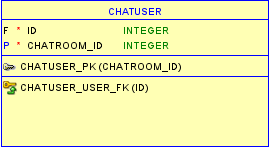 CHATUSER
F * ID INTEGER
P * CHATROOM_ID INTEGER
CHATUSER_PK (CHATROOM_ID)
CHATUSER_USER_FK (ID)